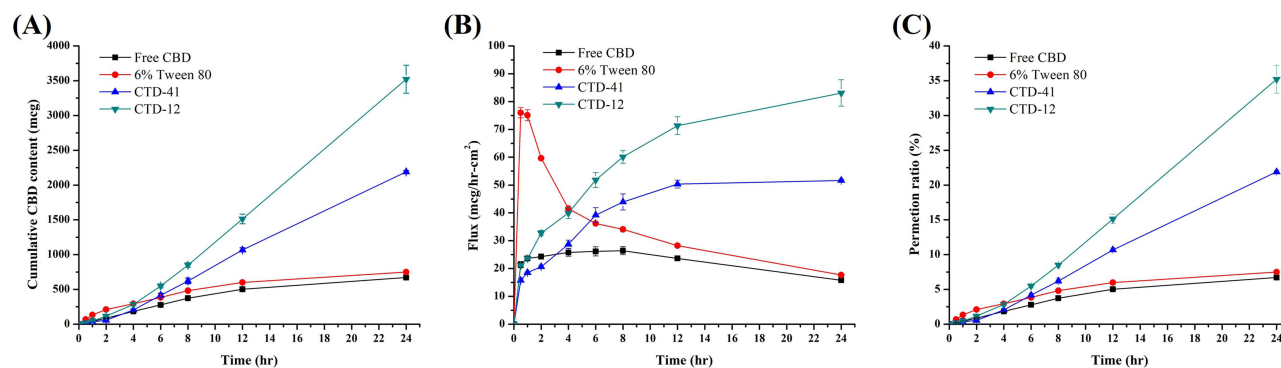 (A)
Cumulative CBD content (mcg)
4000
3500
3000
2500
2000
1500
1000
500
0
Free CBD
6% Tween 80
CTD-41
CTD-12
0 2 4 6 8 10 12 14 16 18 20 22 24
Time (hr)
(B)
Flux (mcg/hr-cm²)
100
90
80
70
60
50
40
30
20
10
0
Free CBD
6% Tween 80
CTD-41
CTD-12
0 2 4 6 8 10 12 14 16 18 20 22 24
Time (hr)
(C)
Permetion ratio (%)
40
35
30
25
20
15
10
5
0
Free CBD
6% Tween 80
CTD-41
CTD-12
0 2 4 6 8 10 12 14 16 18 20 22 24
Time (hr)